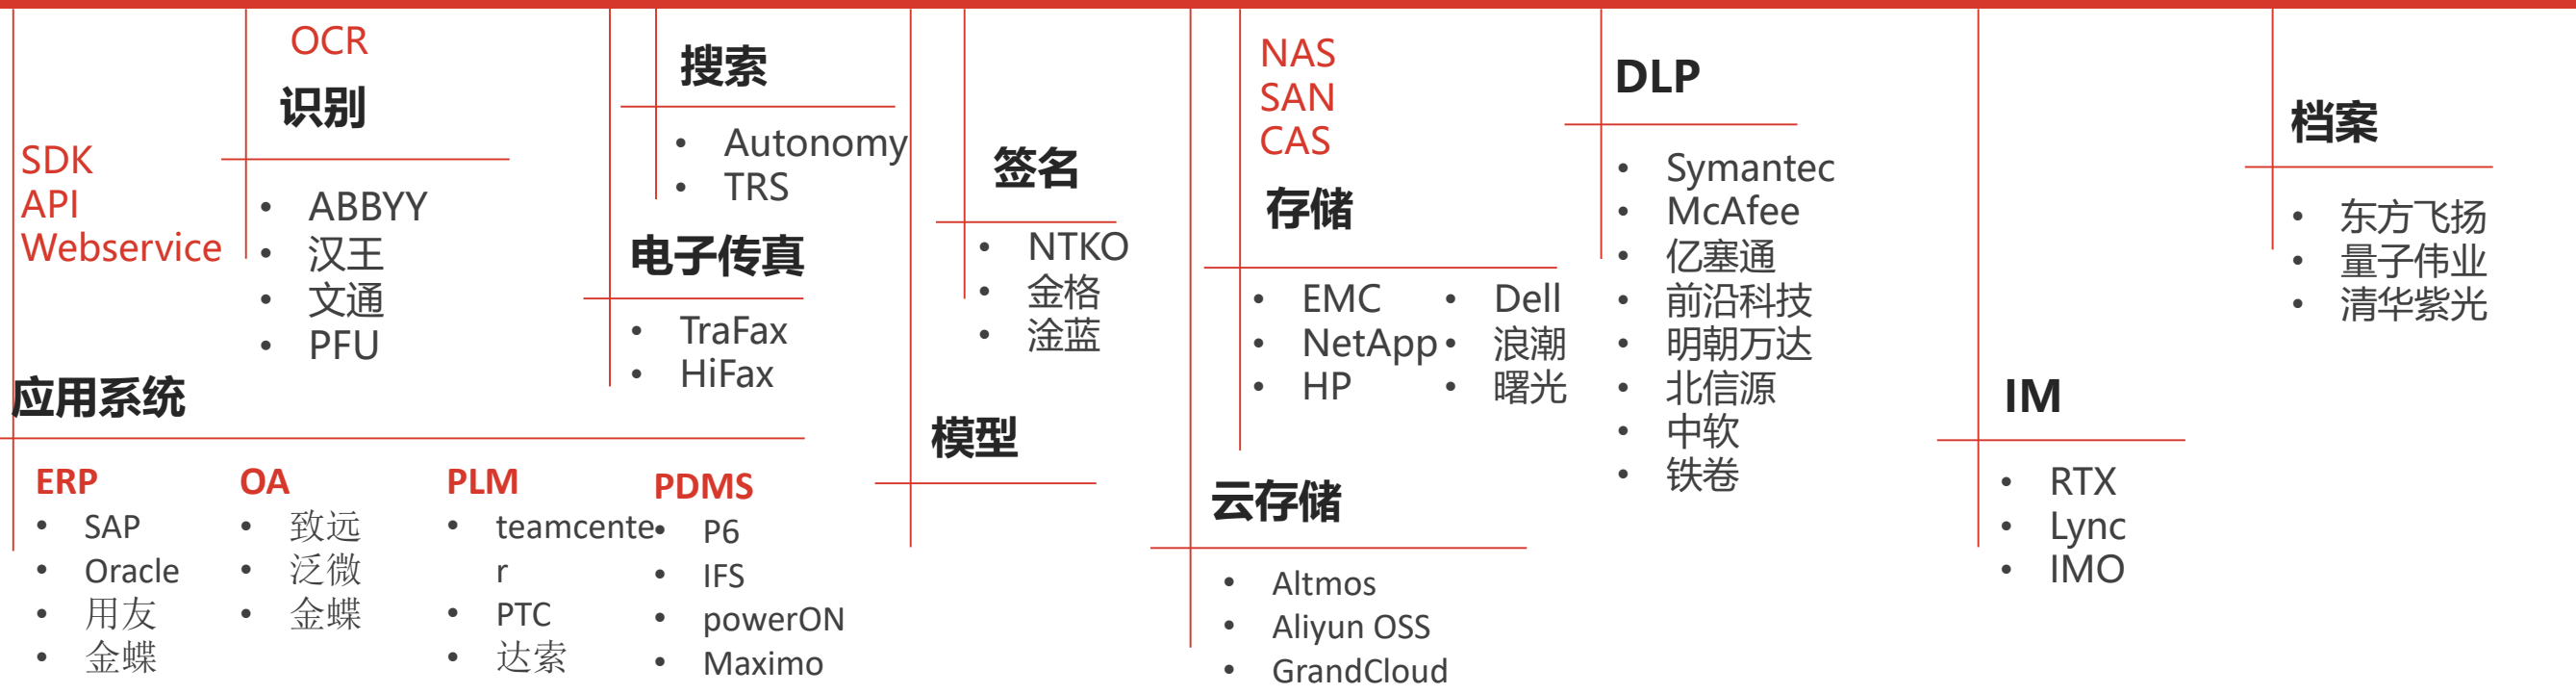 SDK
API
Webservice
应用系统
ERP
• SAP
• Oracle
• 用友
• 金蝶
OA
• 致远
• 泛微
• 金蝶
PLM
• teamcente
r
• PTC
• 达索
PDMS
• P6
• IFS
• powerON
• Maximo
OCR
识别
• ABBYY
• 汉王
• 文通
• PFU
搜索
• Autonomy
• TRS
电子传真
• TraFax
• HiFax
签名
• NTKO
• 金格
• 淦蓝
模型
NAS
SAN
CAS
存储
• EMC
• NetApp
• HP
• Dell
• 浪潮
• 曙光
云存储
• Altmos
• Aliyun OSS
• GrandCloud
DLP
• Symantec
• McAfee
• 亿塞通
• 前沿科技
• 明朝万达
• 北信源
• 中软
• 铁卷
IM
• RTX
• Lync
• IMO
档案
• 东方飞扬
• 量子伟业
• 清华紫光